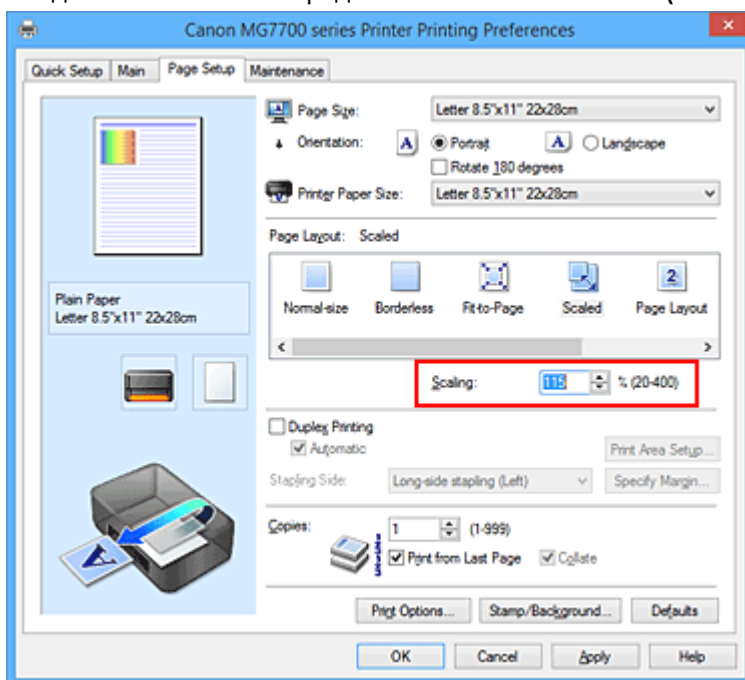 Canon MG7700 series Printer Printing Preferences
Quick Setup Main Page Setup Maintenance
Page Size: Letter 8.5"x11" 22x28cm
Orientation: A Portrait A Landscape
Rotate 180 degrees
Printer Paper Size: Letter 8.5"x11" 22x28cm
Page Layout: Scaled
Normal-size Borderless Fit-to-Page Scaled Page Layout
Plain Paper
Letter 8.5"x11" 22x28cm
Scaling: 115 % (20-400)
Duplex Printing
Automatic
Print Area Setup...
Stapling Side: Long-side stapling (Left) Specify Margin...
Copies: 1 (1-999)
Print from Last Page Collate
Print Options... Stamp/Background... Defaults
OK Cancel Apply Help